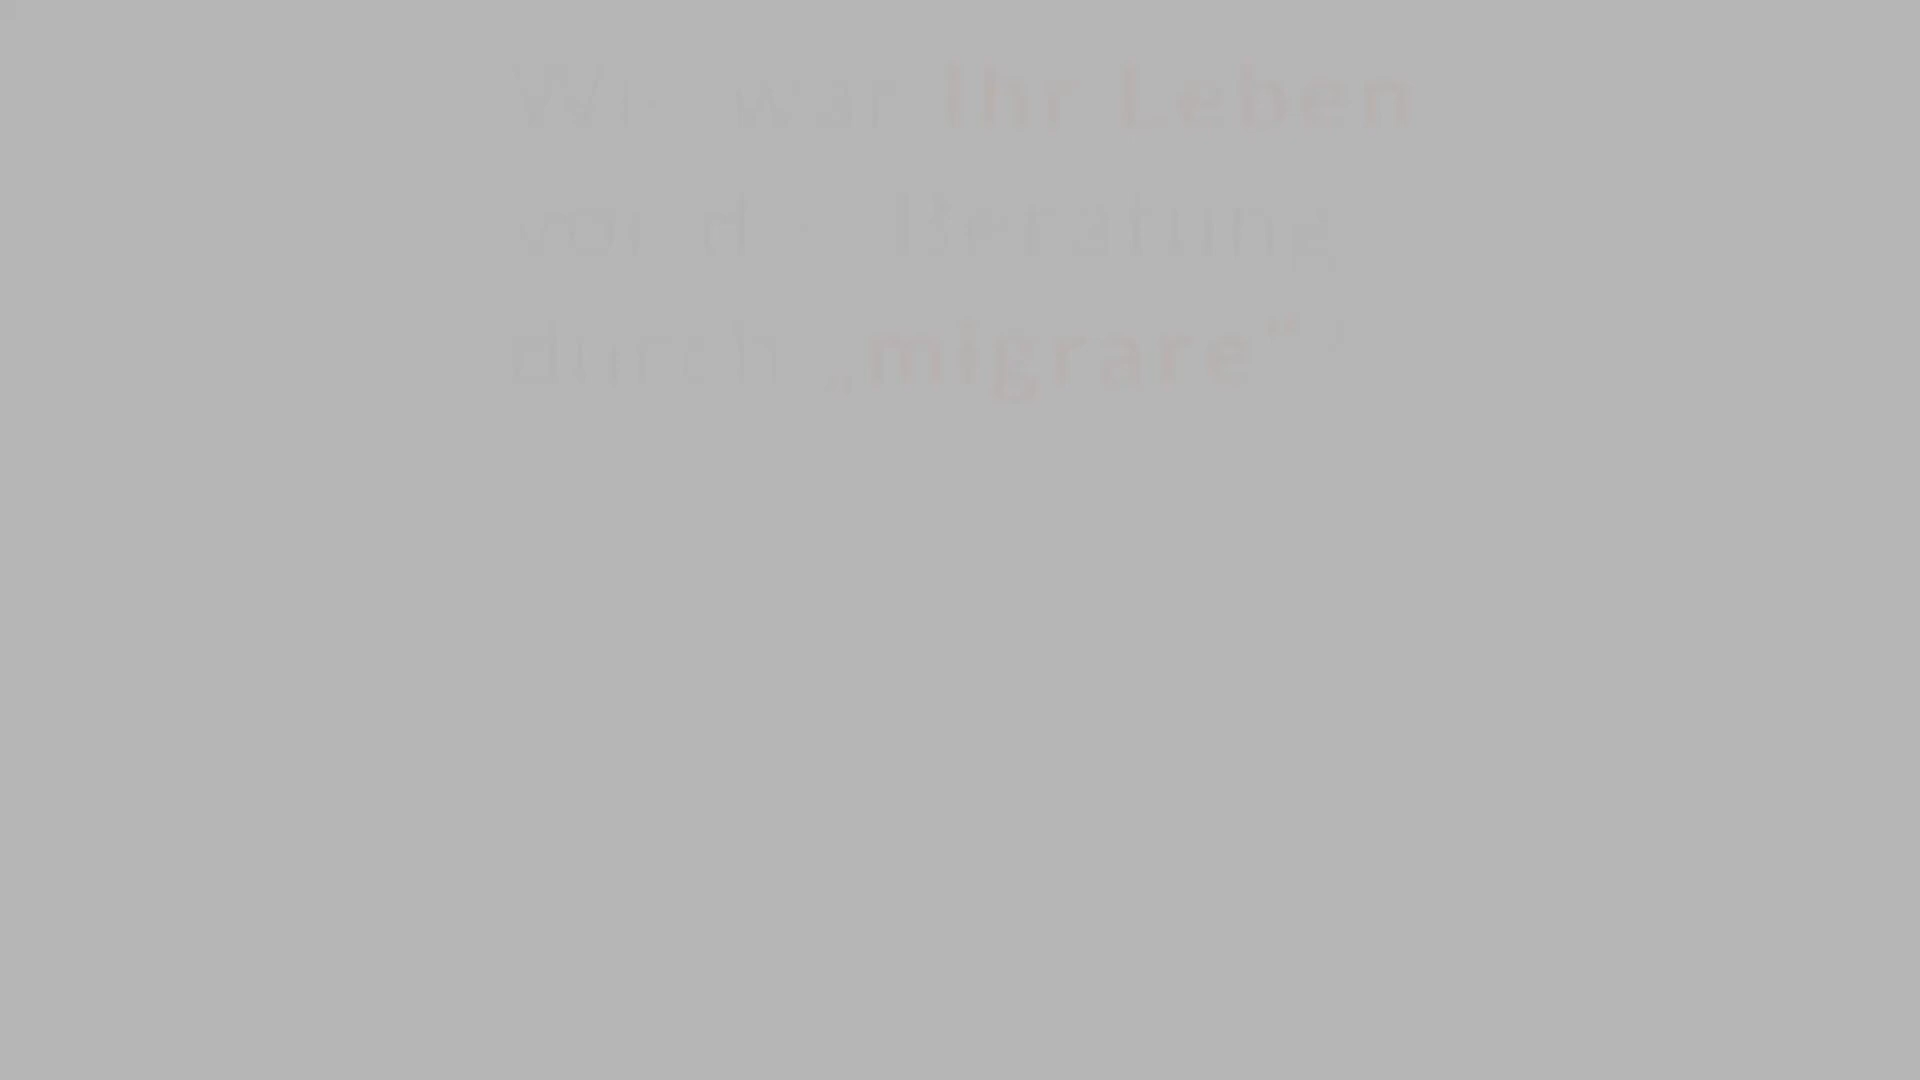 Wie war Ihr Leben
vor der Beratung
durch „migrare“?